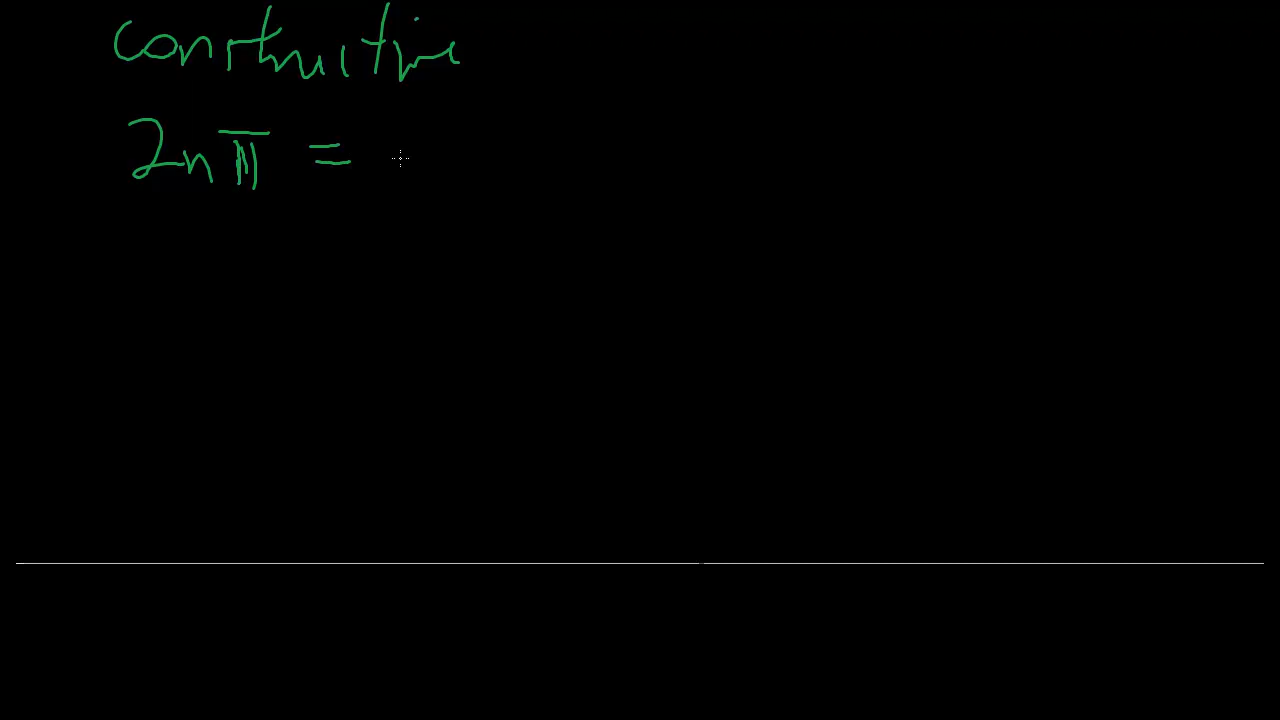 constructive
2nπ =